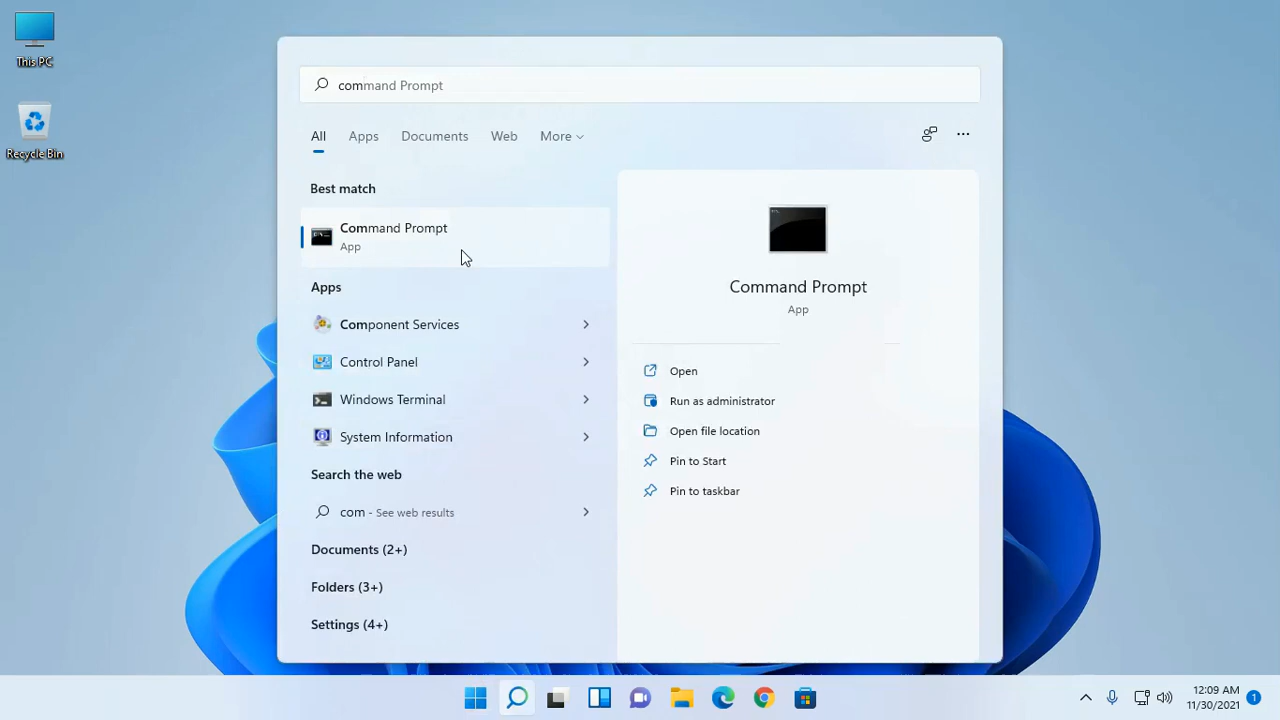 This PC
Recycle Bin
command Prompt
All Apps Documents Web More
Best match
Command Prompt
App
Apps
Component Services
Control Panel
Windows Terminal
System Information
Search the web
com - See web results
Documents (2+)
Folders (3+)
Settings (4+)
Command Prompt
App
Open
Run as administrator
Open file location
Pin to Start
Pin to taskbar
12:09 AM
11/30/2021
1